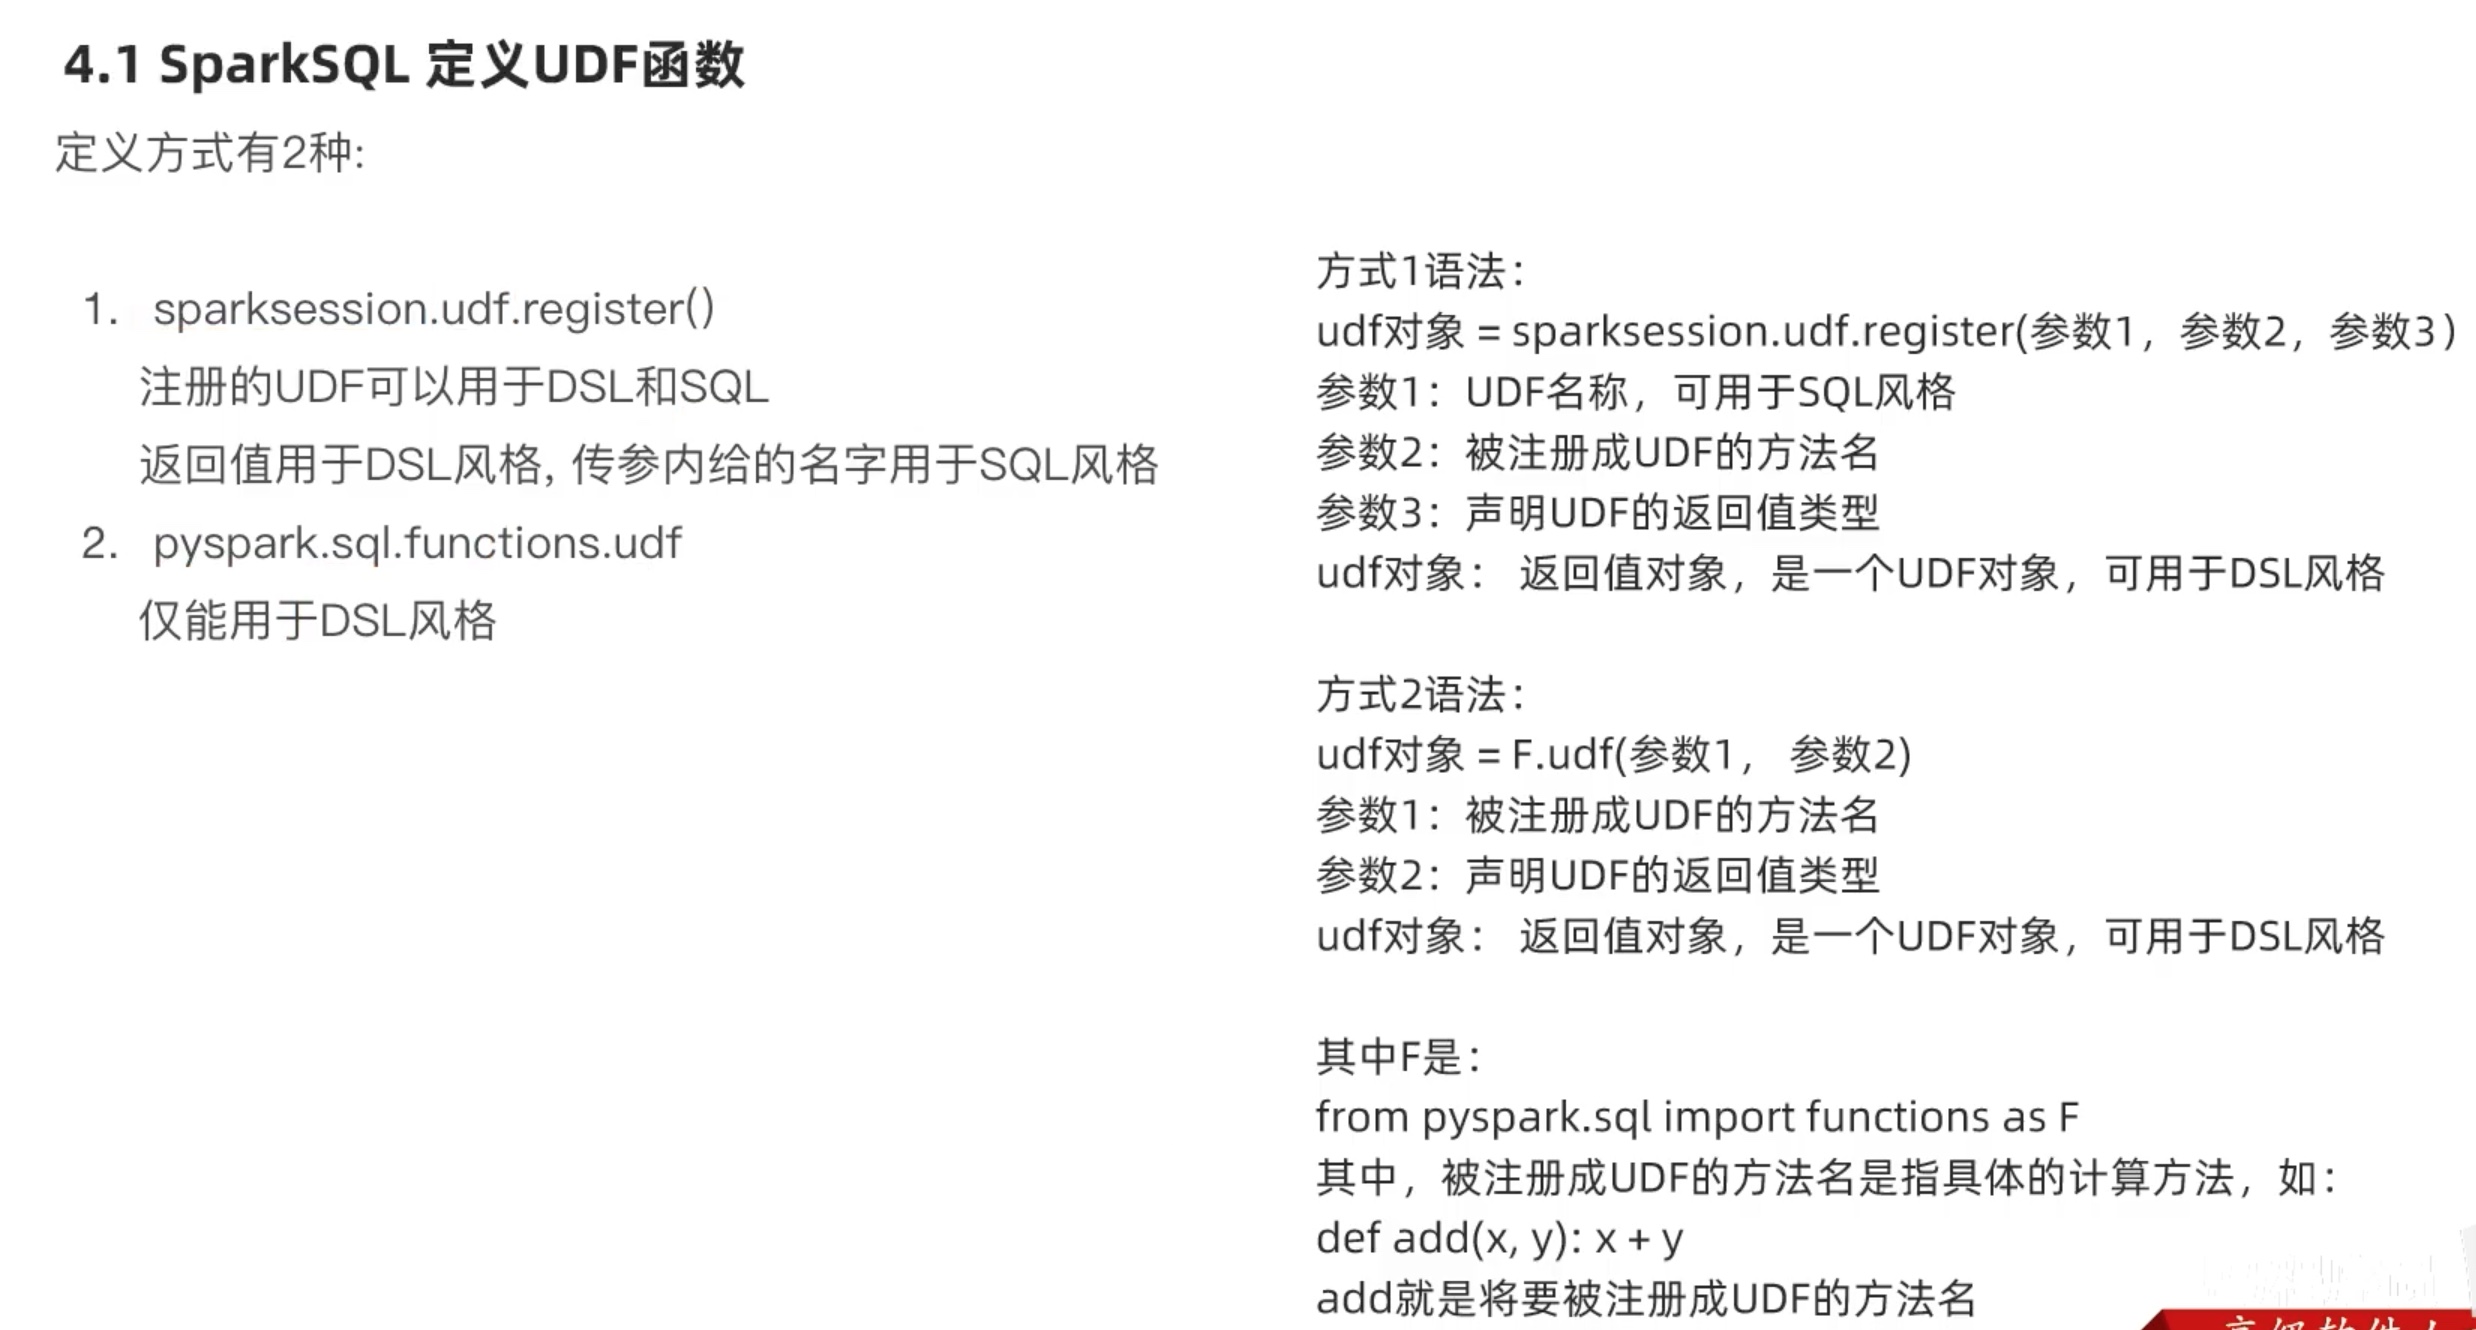 4.1 SparkSQL 定义UDF函数
定义方式有2种:
1. sparksession.udf.register()
注册的UDF可以用于DSL和SQL
返回值用于DSL风格, 传参内给的名字用于SQL风格
2. pyspark.sql.functions.udf
仅能用于DSL风格
方式1语法：
udf对象 = sparksession.udf.register(参数1，参数2，参数3）
参数1：UDF名称，可用于SQL风格
参数2：被注册成UDF的方法名
参数3：声明UDF的返回值类型
udf对象： 返回值对象，是一个UDF对象，可用于DSL风格
方式2语法：
udf对象 = F.udf(参数1， 参数2)
参数1：被注册成UDF的方法名
参数2：声明UDF的返回值类型
udf对象： 返回值对象，是一个UDF对象，可用于DSL风格
其中F是：
from pyspark.sql import functions as F
其中，被注册成UDF的方法名是指具体的计算方法，如：
def add(x, y): x + y
add就是将要被注册成UDF的方法名